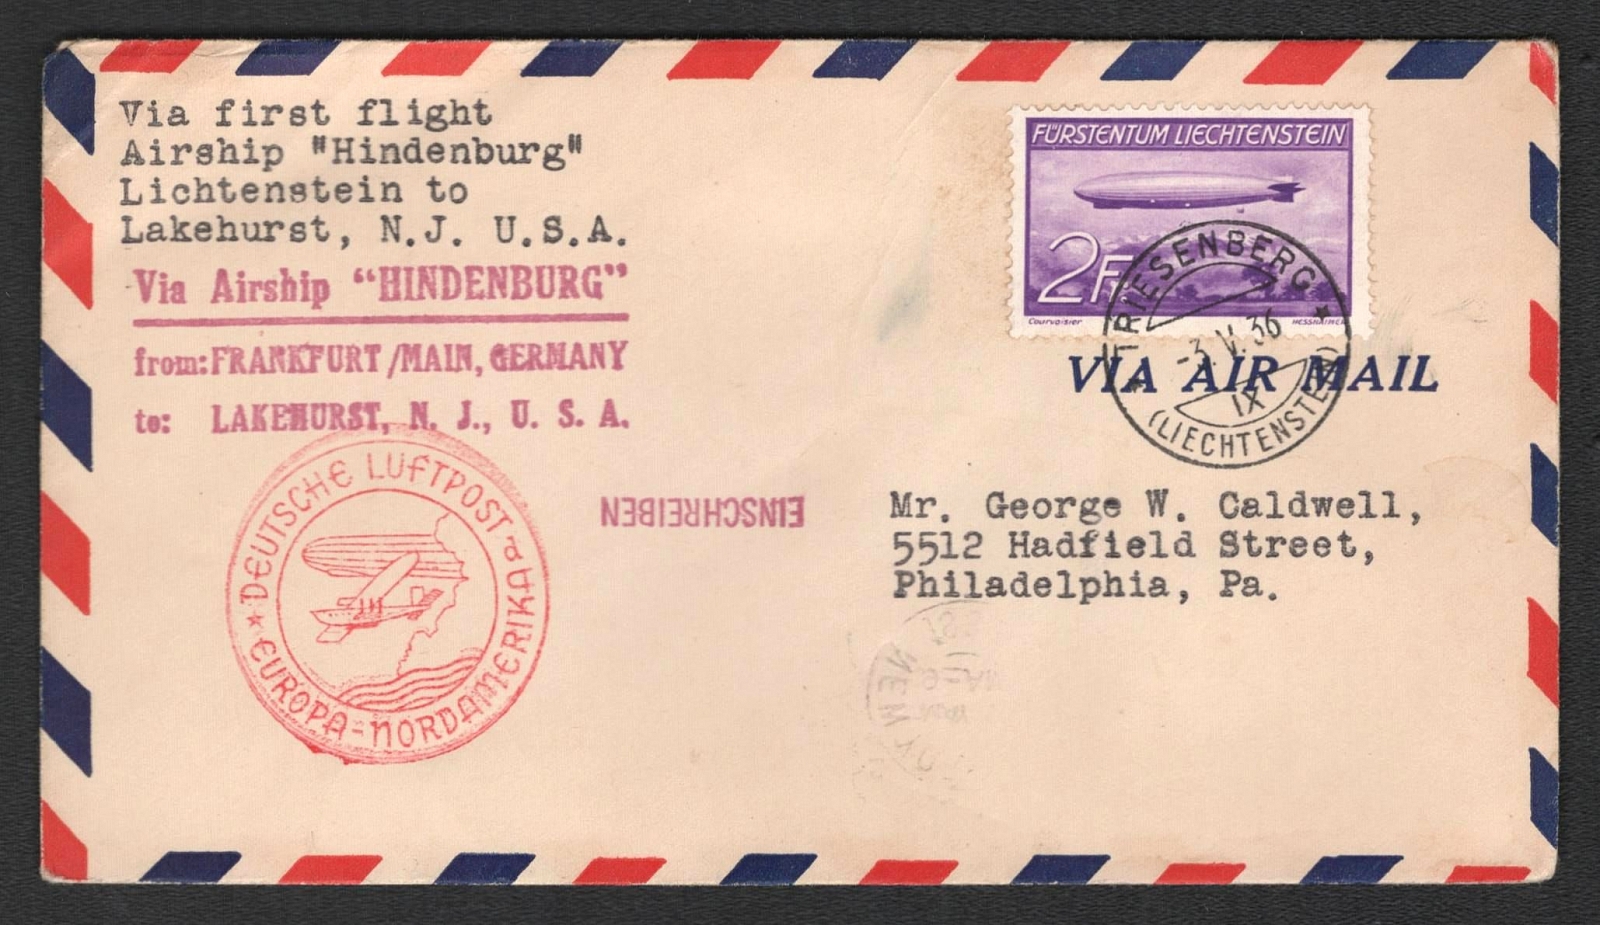 Via first flight
Airship "Hindenburg"
Lichtenstein to
Lakehurst, N.J. U.S.A.
Via Airship "HINDENBURG"
from: FRANKFURT/MAIN, GERMANY
to: LAKEHURST, N. J., U. S. A.
DEUTSCHE LUFTPOST
EUROPA-NORDAMERIKA
EINSCHREIBEN
FÜRSTENTUM LIECHTENSTEIN
2Fr
Courvoisier HESSHAIMER
TRIESENBERG
-3.V.36
IX
(LIECHTENSTEIN)
VIA AIR MAIL
Mr. George W. Caldwell,
5512 Hadfield Street,
Philadelphia, Pa.